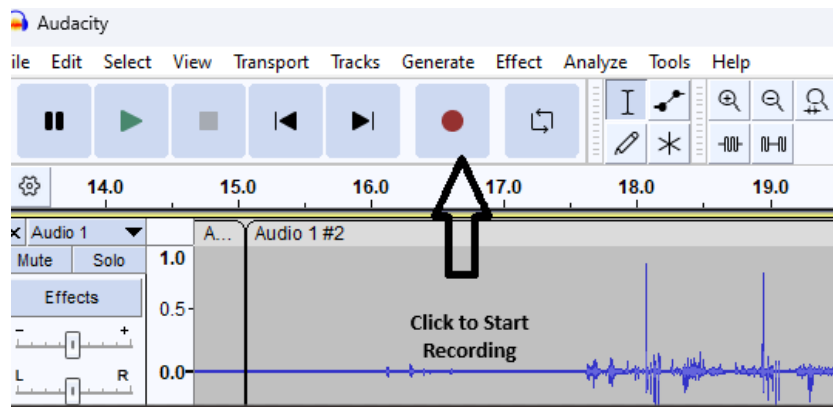 Audacity
ile Edit Select View Transport Tracks Generate Effect Analyze Tools Help
14.0 15.0 16.0 17.0 18.0 19.0
× Audio 1 A... Audio 1 #2
Mute Solo 1.0
Effects
0.5
- +
Click to Start
Recording
L R 0.0